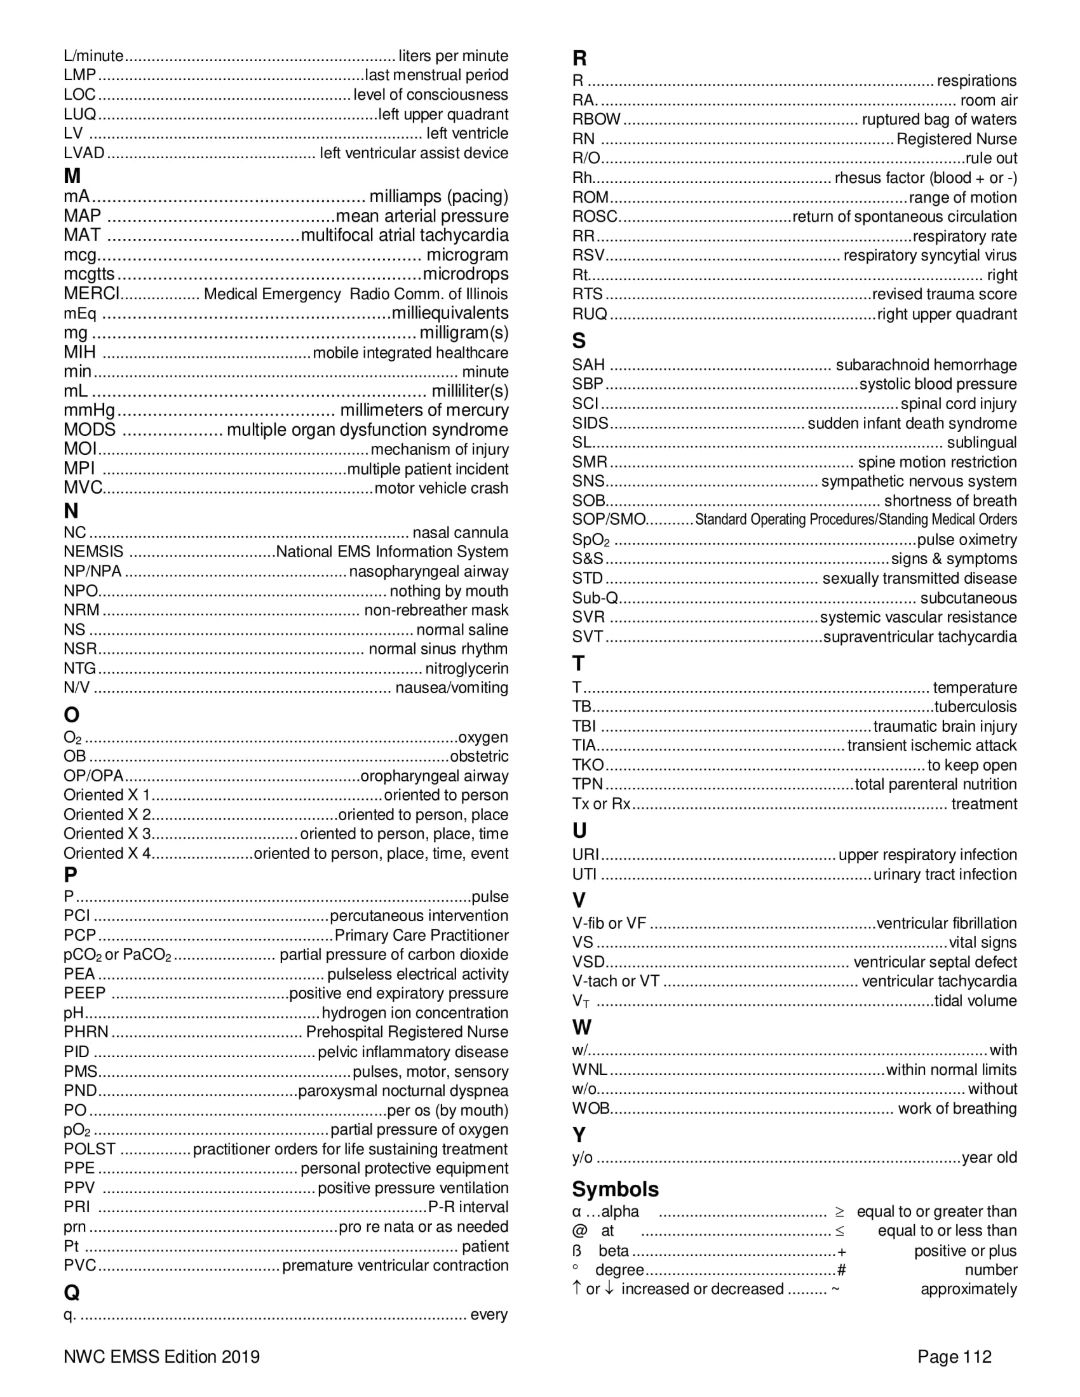 L/minute............................................................. liters per minute
LMP............................................................last menstrual period
LOC......................................................... level of consciousness
LUQ...............................................................left upper quadrant
LV ........................................................................... left ventricle
LVAD............................................... left ventricular assist device
M
mA...................................................... milliamps (pacing)
MAP .....................................mean arterial pressure
MAT ...............................multifocal atrial tachycardia
mcg.................................................... microgram
mcgtts.................................................microdrops
MERCI.................. Medical Emergency Radio Comm. of Illinois
mEq ...............................................milliequivalents
mg .................................................... milligram(s)
MIH ............................................... mobile integrated healthcare
min.................................................................................. minute
mL ...................................................... milliliter(s)
mmHg................................... millimeters of mercury
MODS .................... multiple organ dysfunction syndrome
MOI.............................................................mechanism of injury
MPI .......................................................multiple patient incident
MVC.............................................................motor vehicle crash
N
NC........................................................................ nasal cannula
NEMSIS .................................National EMS Information System
NP/NPA .................................................. nasopharyngeal airway
NPO................................................................. nothing by mouth
NRM .......................................................... non-rebreather mask
NS ......................................................................... normal saline
NSR............................................................ normal sinus rhythm
NTG......................................................................... nitroglycerin
N/V ................................................................... nausea/vomiting
O
O₂ ....................................................................................oxygen
OB.................................................................................obstetric
OP/OPA.....................................................oropharyngeal airway
Oriented X 1....................................................oriented to person
Oriented X 2..........................................oriented to person, place
Oriented X 3................................. oriented to person, place, time
Oriented X 4.......................oriented to person, place, time, event
P
P.........................................................................................pulse
PCI .....................................................percutaneous intervention
PCP.....................................................Primary Care Practitioner
pCO₂ or PaCO₂....................... partial pressure of carbon dioxide
PEA ................................................... pulseless electrical activity
PEEP ........................................positive end expiratory pressure
pH.....................................................hydrogen ion concentration
PHRN ........................................... Prehospital Registered Nurse
PID .................................................. pelvic inflammatory disease
PMS......................................................... pulses, motor, sensory
PND.............................................paroxysmal nocturnal dyspnea
PO...................................................................per os (by mouth)
pO₂.....................................................partial pressure of oxygen
POLST ................ practitioner orders for life sustaining treatment
PPE............................................. personal protective equipment
PPV ................................................ positive pressure ventilation
PRI ..........................................................................P-R interval
prn........................................................pro re nata or as needed
Pt .................................................................................... patient
PVC......................................... premature ventricular contraction
Q
q. ....................................................................................... every
R
R .............................................................................. respirations
RA................................................................................. room air
RBOW ..................................................... ruptured bag of waters
RN .................................................................. Registered Nurse
R/O..................................................................................rule out
Rh...................................................... rhesus factor (blood + or -)
ROM...................................................................range of motion
ROSC.......................................return of spontaneous circulation
RR.......................................................................respiratory rate
RSV..................................................... respiratory syncytial virus
Rt......................................................................................... right
RTS............................................................revised trauma score
RUQ............................................................right upper quadrant
S
SAH .................................................. subarachnoid hemorrhage
SBP.........................................................systolic blood pressure
SCI...................................................................spinal cord injury
SIDS............................................ sudden infant death syndrome
SL............................................................................... sublingual
SMR....................................................... spine motion restriction
SNS................................................ sympathetic nervous system
SOB.............................................................. shortness of breath
SOP/SMO...........Standard Operating Procedures/Standing Medical Orders
SpO₂ ....................................................................pulse oximetry
S&S................................................................signs & symptoms
STD................................................ sexually transmitted disease
Sub-Q................................................................... subcutaneous
SVR ...............................................systemic vascular resistance
SVT.................................................supraventricular tachycardia
T
T.............................................................................. temperature
TB.............................................................................tuberculosis
TBI .............................................................traumatic brain injury
TIA........................................................ transient ischemic attack
TKO........................................................................to keep open
TPN........................................................total parenteral nutrition
Tx or Rx....................................................................... treatment
U
URI..................................................... upper respiratory infection
UTI .............................................................urinary tract infection
V
V-fib or VF ...................................................ventricular fibrillation
VS...............................................................................vital signs
VSD....................................................... ventricular septal defect
V-tach or VT ............................................ ventricular tachycardia
V<sub>T</sub> ............................................................................tidal volume
W
w/..........................................................................................with
WNL..............................................................within normal limits
w/o................................................................................... without
WOB................................................................ work of breathing
Y
y/o ..................................................................................year old
Symbols
α …alpha ...................................... ≥ equal to or greater than
@ at ........................................... ≤ equal to or less than
ß beta..............................................+ positive or plus
° degree...........................................# number
↑ or ↓ increased or decreased ......... ~ approximately
NWC EMSS Edition 2019 Page 112